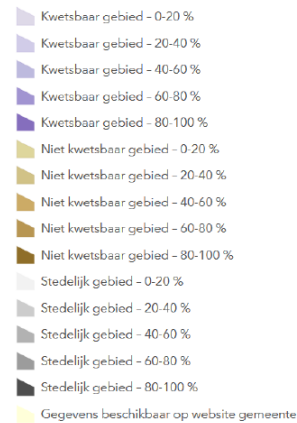 Kwetsbaar gebied - 0-20 %
Kwetsbaar gebied - 20-40 %
Kwetsbaar gebied - 40-60 %
Kwetsbaar gebied - 60-80 %
Kwetsbaar gebied - 80-100 %
Niet kwetsbaar gebied - 0-20 %
Niet kwetsbaar gebied - 20-40 %
Niet kwetsbaar gebied - 40-60 %
Niet kwetsbaar gebied - 60-80 %
Niet kwetsbaar gebied - 80-100 %
Stedelijk gebied - 0-20 %
Stedelijk gebied - 20-40 %
Stedelijk gebied - 40-60 %
Stedelijk gebied - 60-80 %
Stedelijk gebied - 80-100 %
Gegevens beschikbaar op website gemeente